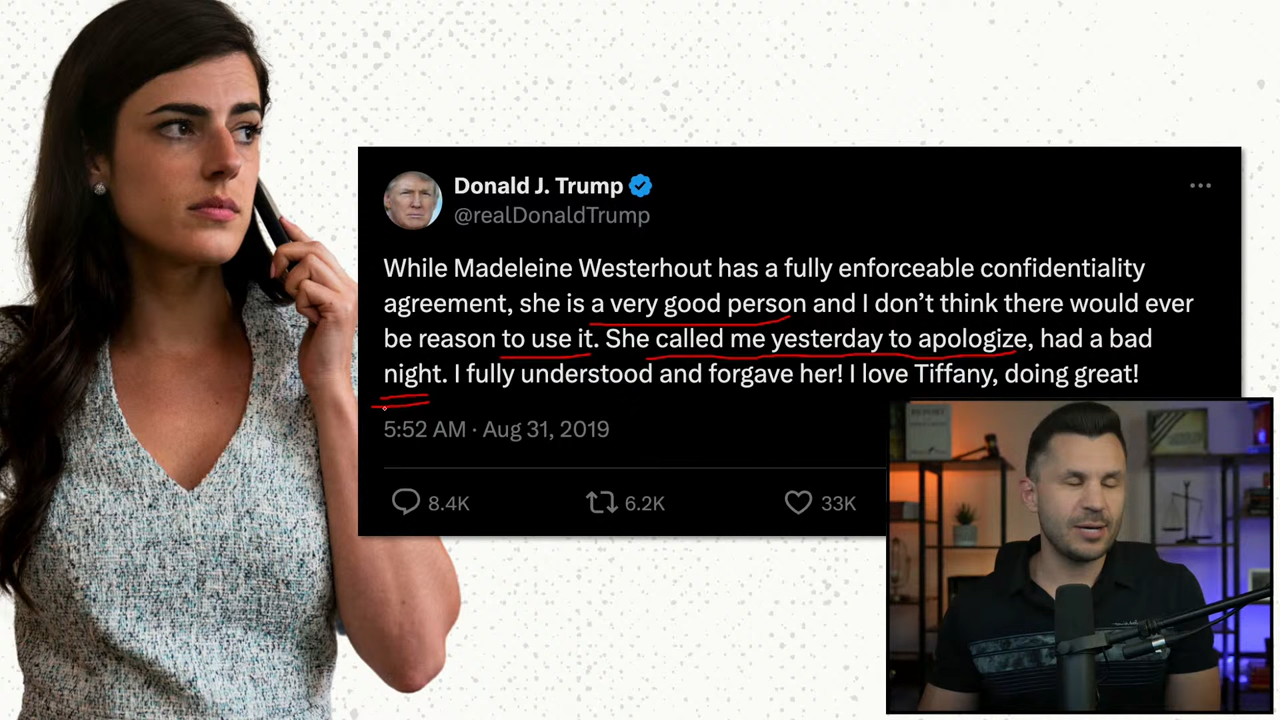 Donald J. Trump
@realDonaldTrump
While Madeleine Westerhout has a fully enforceable confidentiality
agreement, she is a very good person and I don’t think there would ever
be reason to use it. She called me yesterday to apologize, had a bad
night. I fully understood and forgave her! I love Tiffany, doing great!
5:52 AM · Aug 31, 2019
8.4K 6.2K 33K